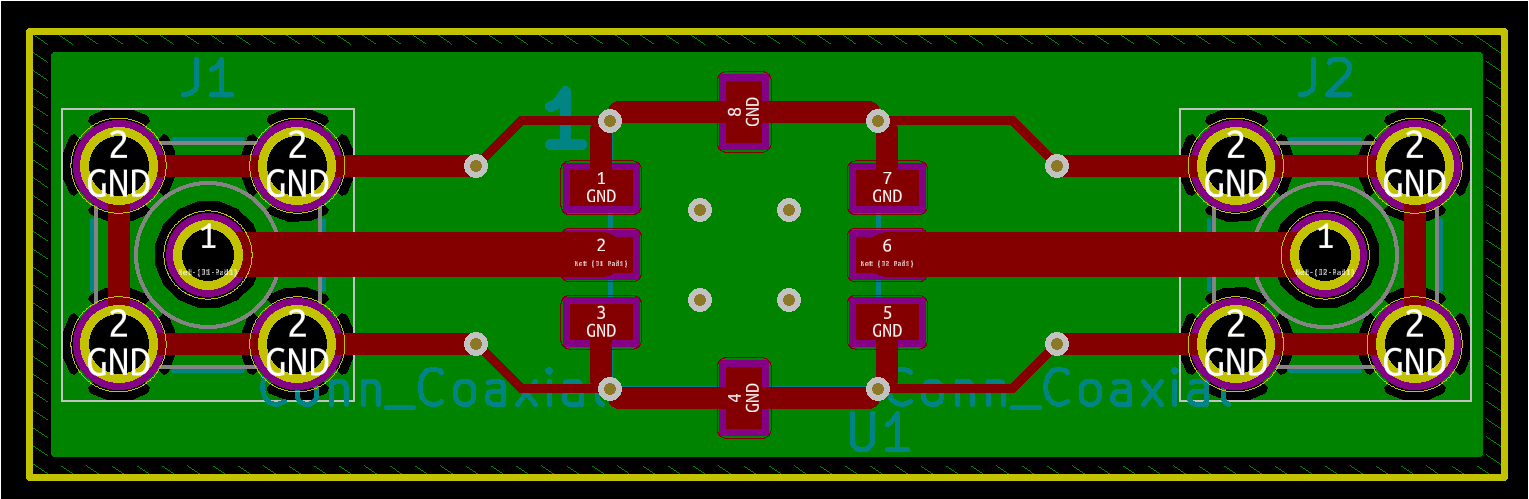 J1
J2
1
8
GND
2
GND
2
GND
2
GND
2
GND
1
GND
7
GND
1
Net-(J1-Pad1)
2
Net-(J1-Pad1)
6
Net-(J2-Pad1)
1
Net-(J2-Pad1)
3
GND
5
GND
2
GND
2
GND
2
GND
2
GND
4
GND
Conn_Coaxial
Conn_Coaxial
U1